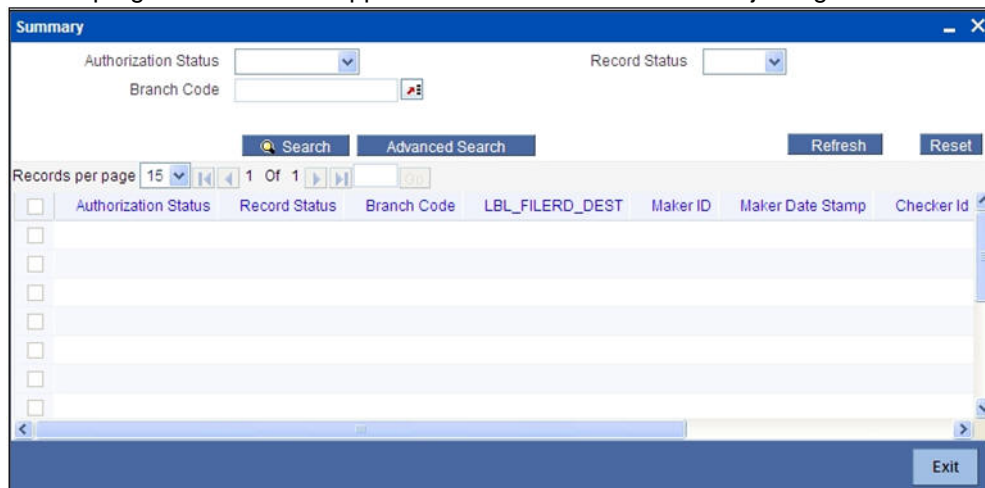 Summary
Authorization Status Record Status
Branch Code
Search Advanced Search Refresh Reset
Records per page 15 1 Of 1 Go
Authorization Status Record Status Branch Code LBL_FILERD_DEST Maker ID Maker Date Stamp Checker Id
Exit